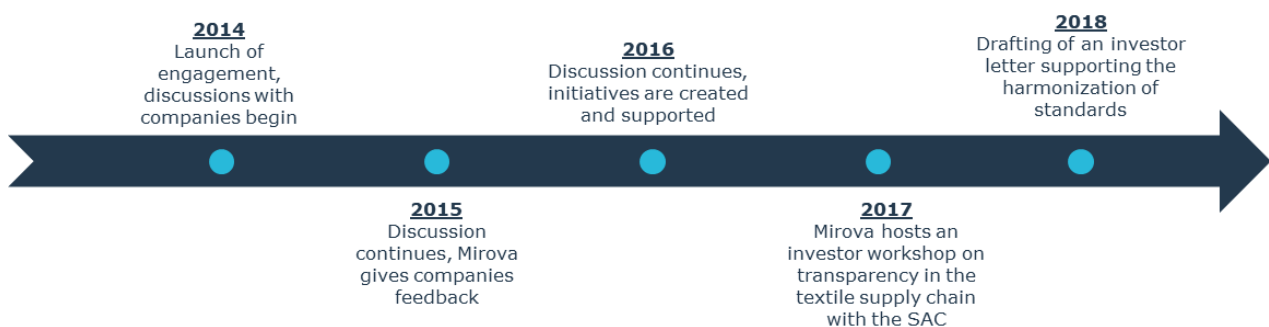 2014
Launch of
engagement,
discussions with
companies begin
2015
Discussion
continues, Mirova
gives companies
feedback
2016
Discussion continues,
initiatives are created
and supported
2017
Mirova hosts an
investor workshop on
transparency in the
textile supply chain
with the SAC
2018
Drafting of an investor
letter supporting the
harmonization of
standards